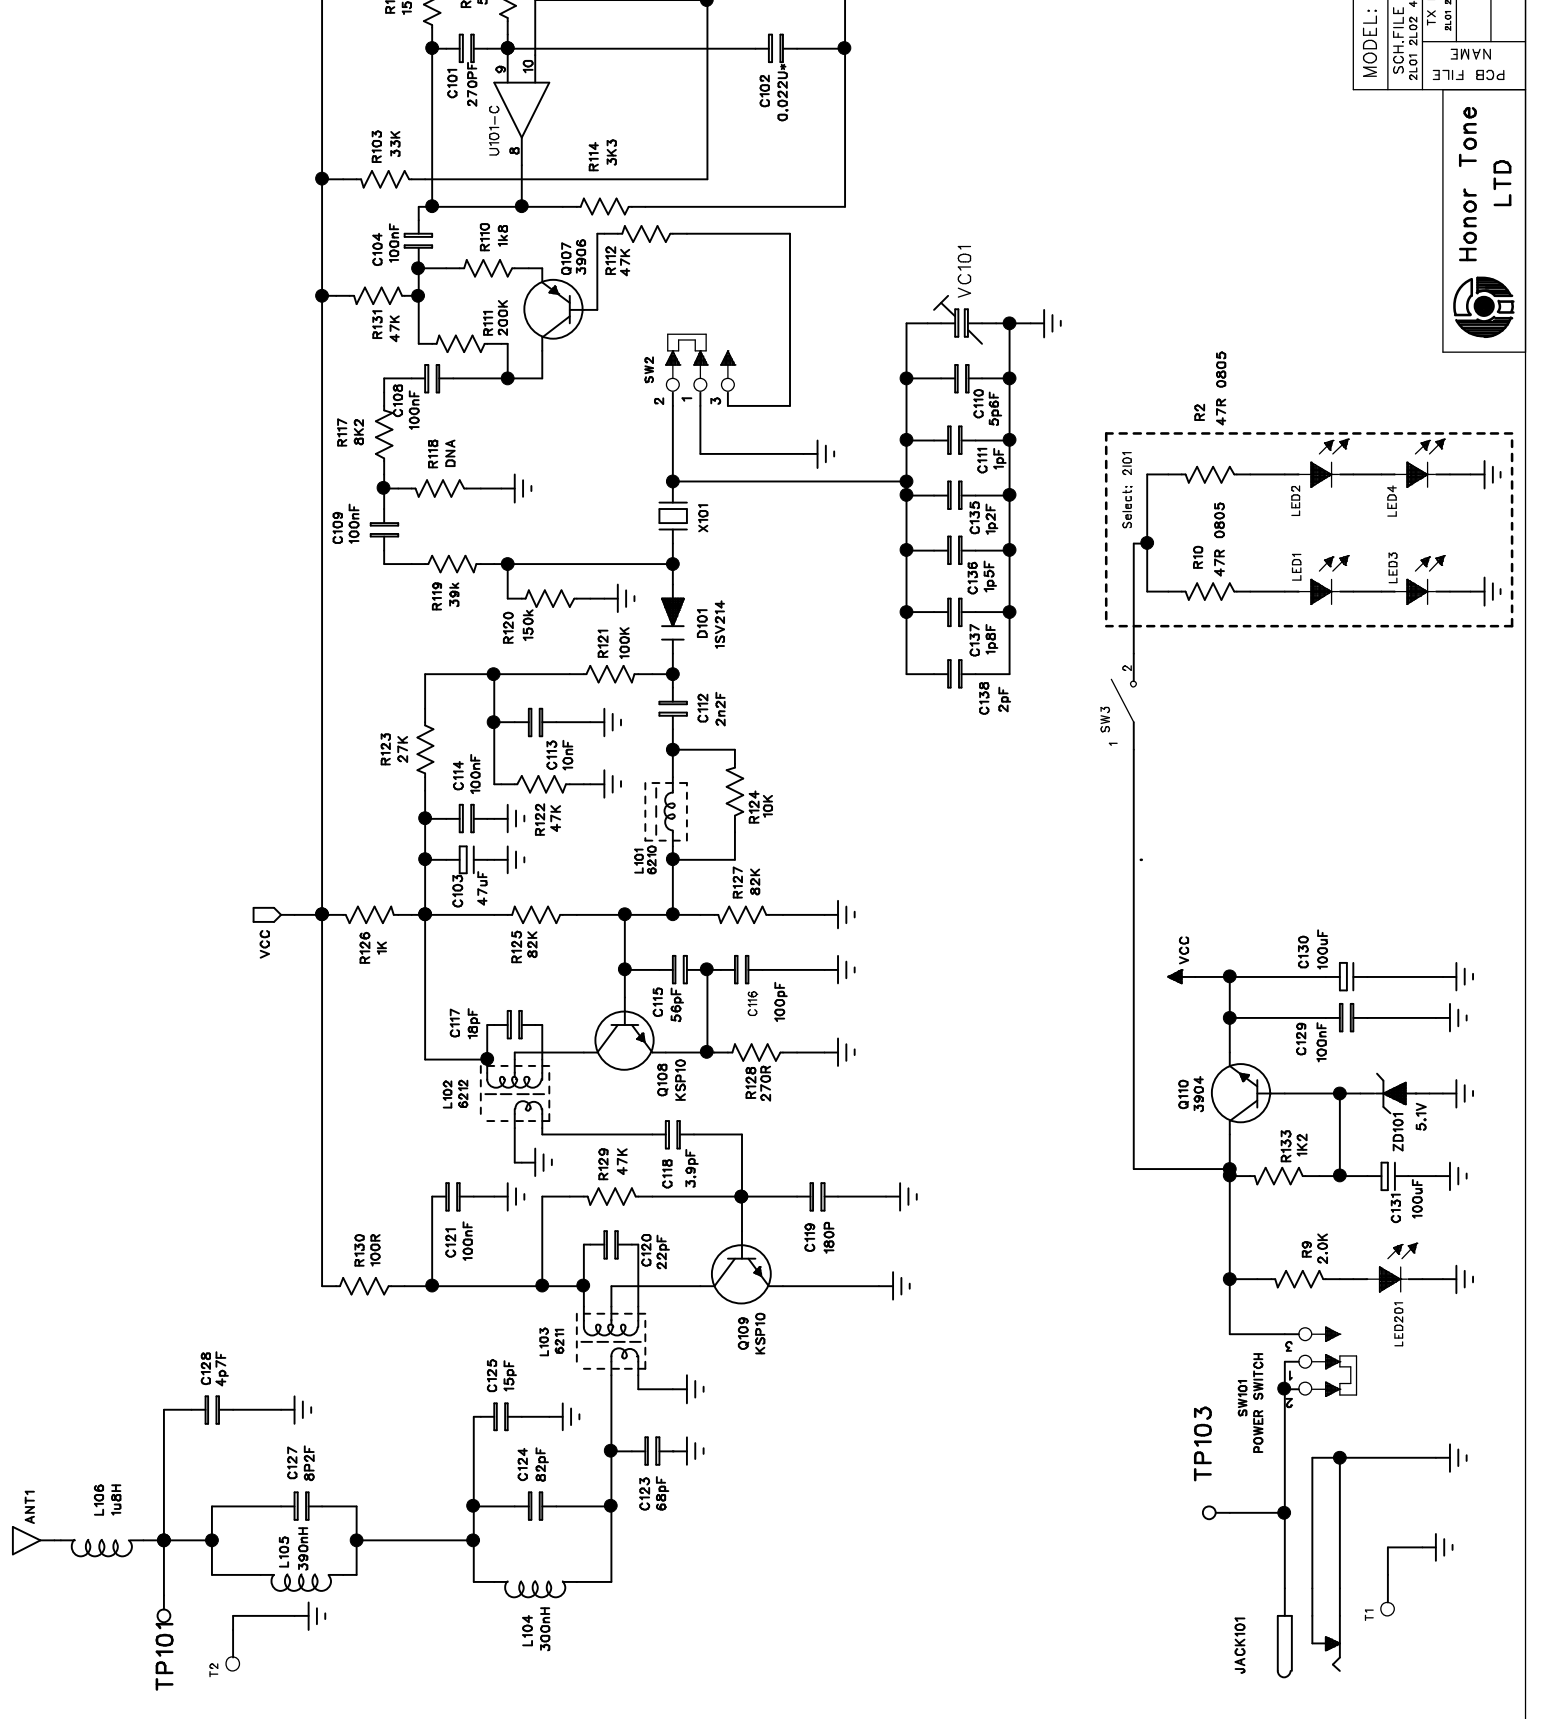 C101
270PF
9
10
U101-C
8
C102
0.022U*
R103
33K
R114
3K3
C104
100nF
R110
1k8
Q107
3906
R112
47K
R131
47K
R111
200K
C108
100nF
R117
8K2
R118
DNA
C109
100nF
R119
39k
R120
150k
SW2
2
1
3
X101
D101
1SV214
R121
100K
C112
2n2F
R123
27K
C114
100nF
C113
10nF
R122
47K
C103
47uF
L101
6210
R124
10K
R127
82K
VCC
R126
1K
R125
82K
C115
56pF
C116
100pF
C117
18pF
L102
6212
Q108
KSP10
R128
270R
R129
47K
C118
3.9pF
C121
100nF
R130
100R
C120
22pF
C119
180P
L103
6211
Q109
KSP10
C128
4p7F
C125
15pF
C127
8P2F
C124
82pF
C123
68pF
ANT1
L106
1u8H
L105
390nH
L104
300nH
TP101
T2
VC101
C110
5p6F
C111
1pF
C135
1p2F
C136
1p5F
C137
1p8F
C138
2pF
MODEL:
SCH.FILE
2L01 2L02 4
TX
2L01 2
PCB FILE
NAME
Honor Tone
LTD
R2
47R 0805
Select: 2I01
R10
47R 0805
LED2
LED4
LED1
LED3
SW3
1
2
VCC
C130
100uF
C129
100nF
Q110
3904
ZD101
5.1V
R133
1K2
C131
100uF
R9
2.0K
LED201
SW101
POWER SWITCH
3
1
2
TP103
JACK101
T1